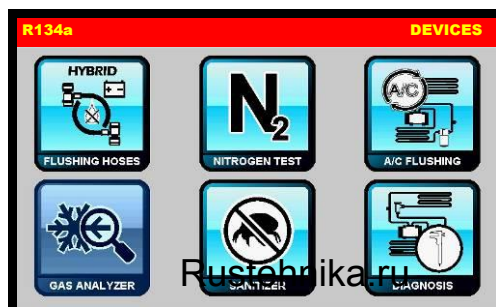 R134a DEVICES
HYBRID
FLUSHING HOSES
N2
NITROGEN TEST
A/C
A/C FLUSHING
GAS ANALYZER
SANITIZER
DIAGNOSIS
Rustehnika.ru